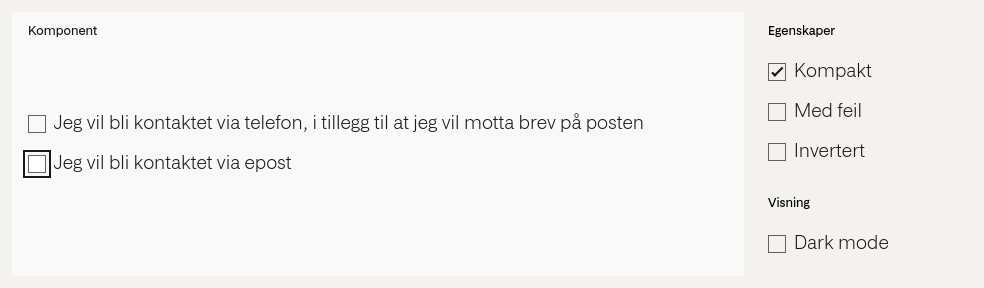 Komponent
Jeg vil bli kontaktet via telefon, i tillegg til at jeg vil motta brev på posten
Jeg vil bli kontaktet via epost
Egenskaper
Kompakt
Med feil
Invertert
Visning
Dark mode